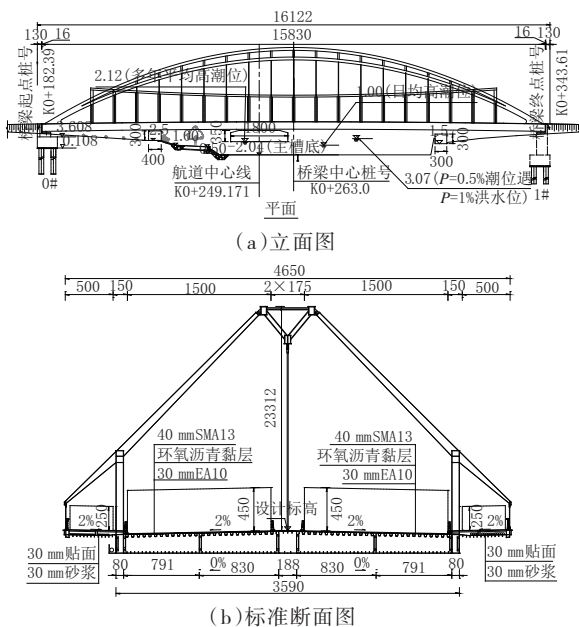 16122
130 16
15830
16 130
K0+182.39
K0+343.61
桥梁终点桩号
2.12(多年平均高潮位)
1.00(日均高潮位)
3.608
0.108
300
350
1800
300
400
-2.04(主槽底)
300
0#
航道中心线
K0+249.171
桥梁中心桩号
K0+263.0
3.07(P=0.5%潮位遇
P=1%洪水位)
1#
平面
(a)立面图
4650
500 150 1500 2×175 1500 150 500
23312
40 mmSMA13
环氧沥青黏层
30 mmEA10
40 mmSMA13
环氧沥青黏层
30 mmEA10
250 2% 450 2% 设计标高 450 2% 250 2%
30 mm贴面
30 mm砂浆
30 mm贴面
30 mm砂浆
80 791 0% 830 188 830 0% 791 80
3590
(b)标准断面图